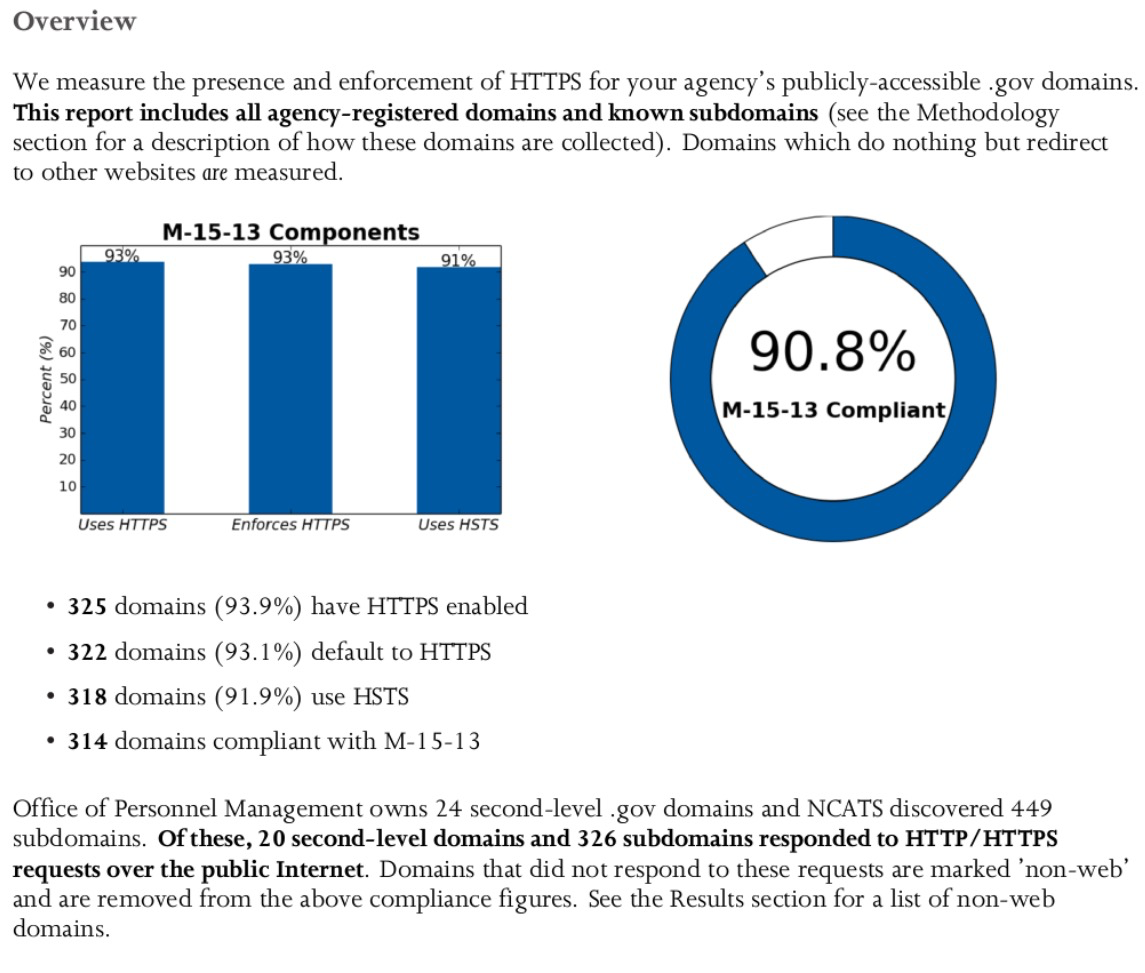 Overview
We measure the presence and enforcement of HTTPS for your agency’s publicly-accessible .gov domains.
This report includes all agency-registered domains and known subdomains (see the Methodology
section for a description of how these domains are collected). Domains which do nothing but redirect
to other websites are measured.
M-15-13 Components
93%
93%
91%
90
80
70
60
50
40
30
20
10
Percent (%)
Uses HTTPS
Enforces HTTPS
Uses HSTS
90.8%
M-15-13 Compliant
• 325 domains (93.9%) have HTTPS enabled
• 322 domains (93.1%) default to HTTPS
• 318 domains (91.9%) use HSTS
• 314 domains compliant with M-15-13
Office of Personnel Management owns 24 second-level .gov domains and NCATS discovered 449
subdomains. Of these, 20 second-level domains and 326 subdomains responded to HTTP/HTTPS
requests over the public Internet. Domains that did not respond to these requests are marked ’non-web’
and are removed from the above compliance figures. See the Results section for a list of non-web
domains.